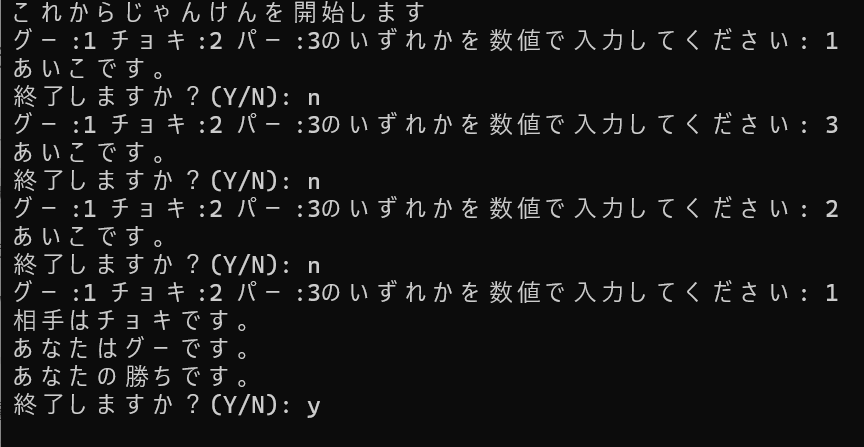 これからじゃんけんを開始します
グー:1 チョキ:2 パー:3のいずれかを数値で入力してください: 1
あいこです。
終了しますか？(Y/N): n
グー:1 チョキ:2 パー:3のいずれかを数値で入力してください: 3
あいこです。
終了しますか？(Y/N): n
グー:1 チョキ:2 パー:3のいずれかを数値で入力してください: 2
あいこです。
終了しますか？(Y/N): n
グー:1 チョキ:2 パー:3のいずれかを数値で入力してください: 1
相手はチョキです。
あなたはグーです。
あなたの勝ちです。
終了しますか？(Y/N): y